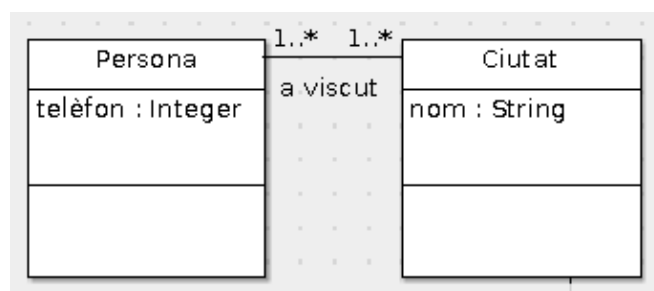 1..* 1..*
Persona
Ciutat
a viscut
telèfon : Integer
nom : String